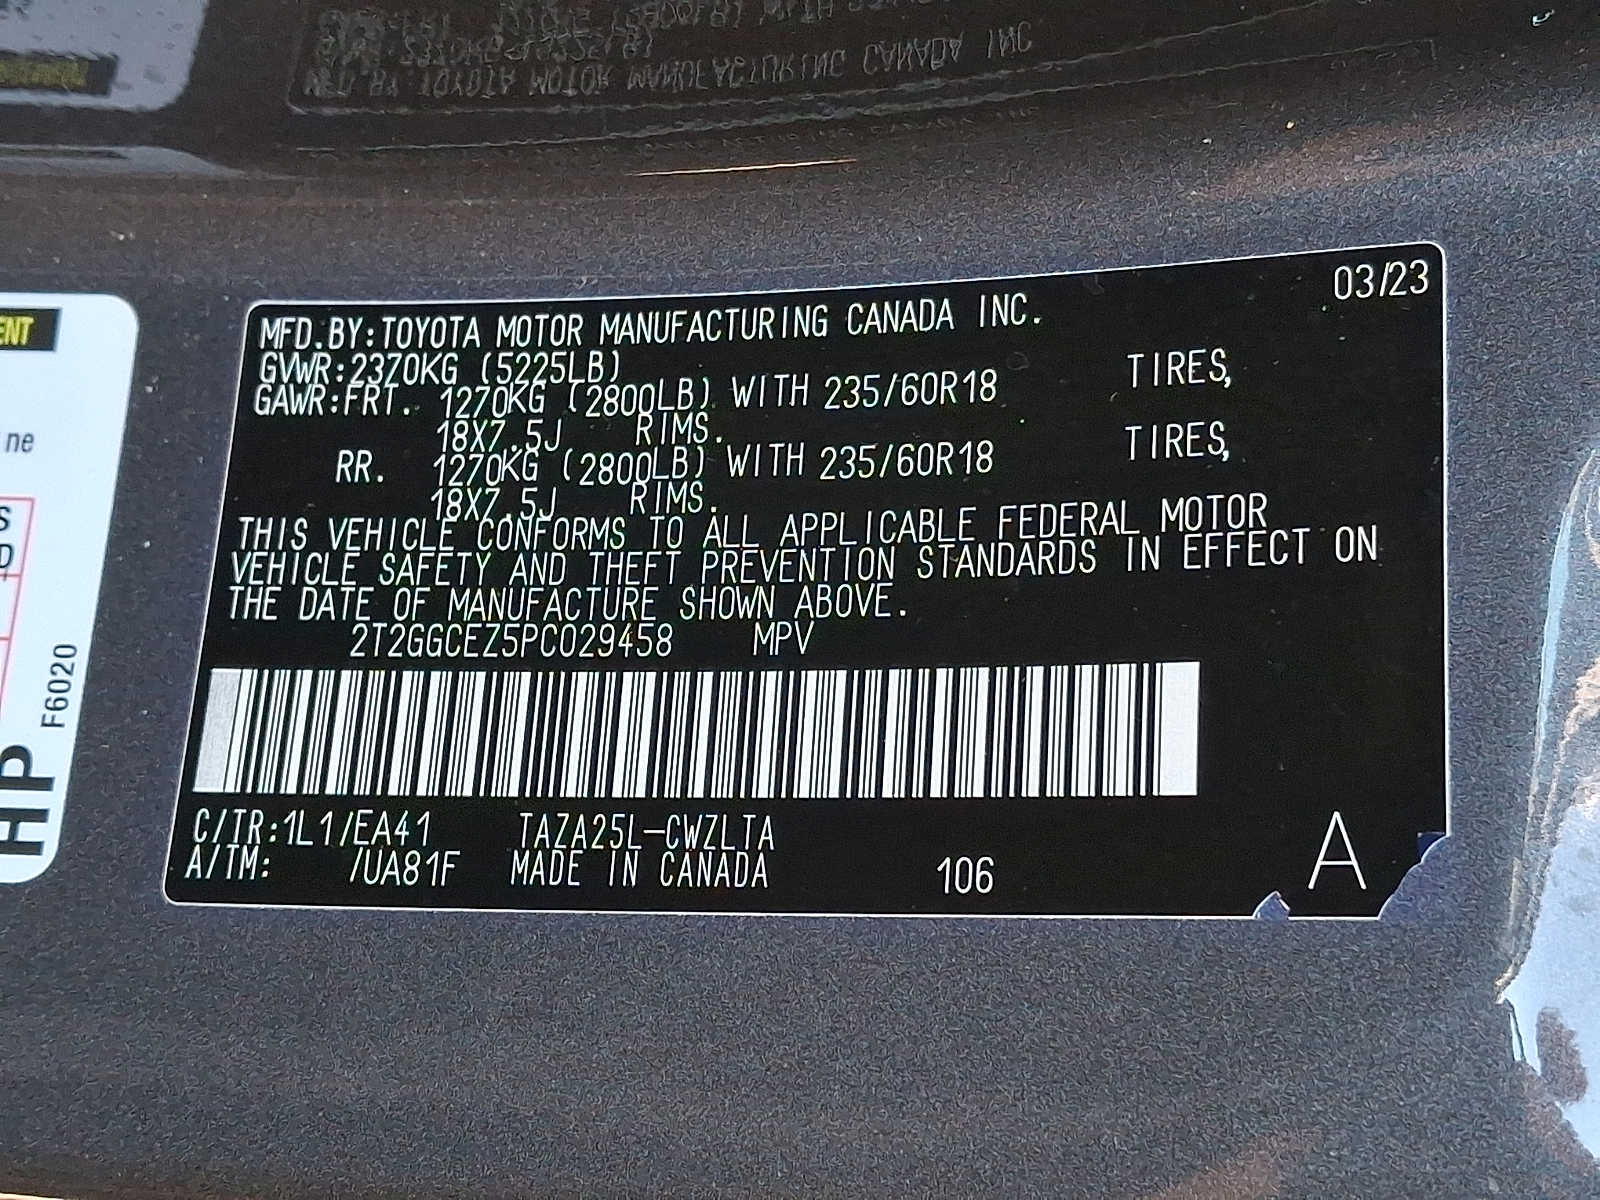 03/23
MFD.BY:TOYOTA MOTOR MANUFACTURING CANADA INC.
GVWR:2370KG (5225LB)
GAWR:FRT. 1270KG (2800LB) WITH 235/60R18 TIRES,
18X7.5J RIMS.
RR. 1270KG (2800LB) WITH 235/60R18 TIRES,
18X7.5J RIMS.
THIS VEHICLE CONFORMS TO ALL APPLICABLE FEDERAL MOTOR
VEHICLE SAFETY AND THEFT PREVENTION STANDARDS IN EFFECT ON
THE DATE OF MANUFACTURE SHOWN ABOVE.
2T2GGCEZ5PC029458 MPV
C/TR:1L1/EA41 TAZA25L-CWZLTA
A/TM: /UA81F MADE IN CANADA 106
A
ne
F6020
HP